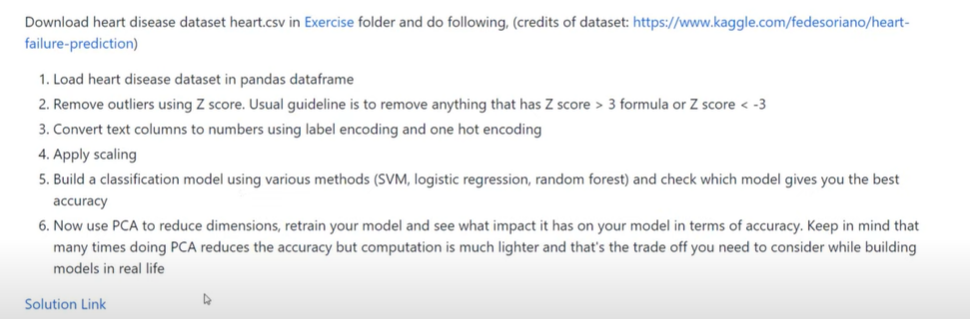 Download heart disease dataset heart.csv in Exercise folder and do following, (credits of dataset: https://www.kaggle.com/fedesoriano/heart-
failure-prediction)
1. Load heart disease dataset in pandas dataframe
2. Remove outliers using Z score. Usual guideline is to remove anything that has Z score > 3 formula or Z score < -3
3. Convert text columns to numbers using label encoding and one hot encoding
4. Apply scaling
5. Build a classification model using various methods (SVM, logistic regression, random forest) and check which model gives you the best
accuracy
6. Now use PCA to reduce dimensions, retrain your model and see what impact it has on your model in terms of accuracy. Keep in mind that
many times doing PCA reduces the accuracy but computation is much lighter and that's the trade off you need to consider while building
models in real life
Solution Link